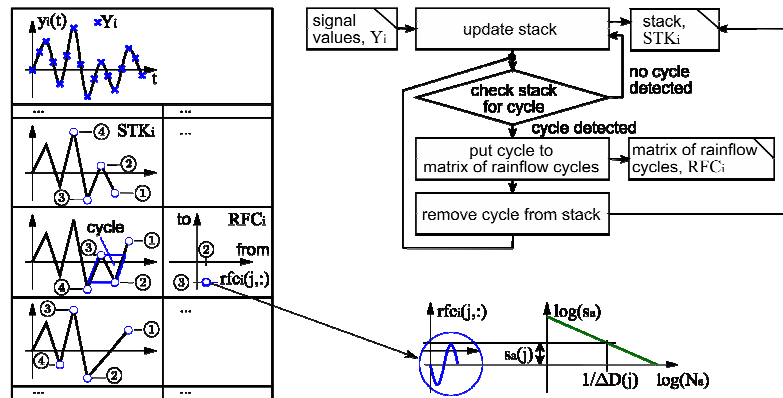 yi(t) ×Yi
t
...
...
STKi
④
②
③
①
...
cycle
③
①
②
④
to RFCi
②
from
③
rfci(j,:)
...
③
①
④
②
...
...
...
signal
values, Yi
update stack
stack,
STKi
check stack
for cycle
no cycle
detected
cycle detected
put cycle to
matrix of rainflow cycles
matrix of rainflow
cycles, RFCi
remove cycle from stack
rfci(j,:)
log(sa)
sa(j)
1/ΔD(j)
log(Na)